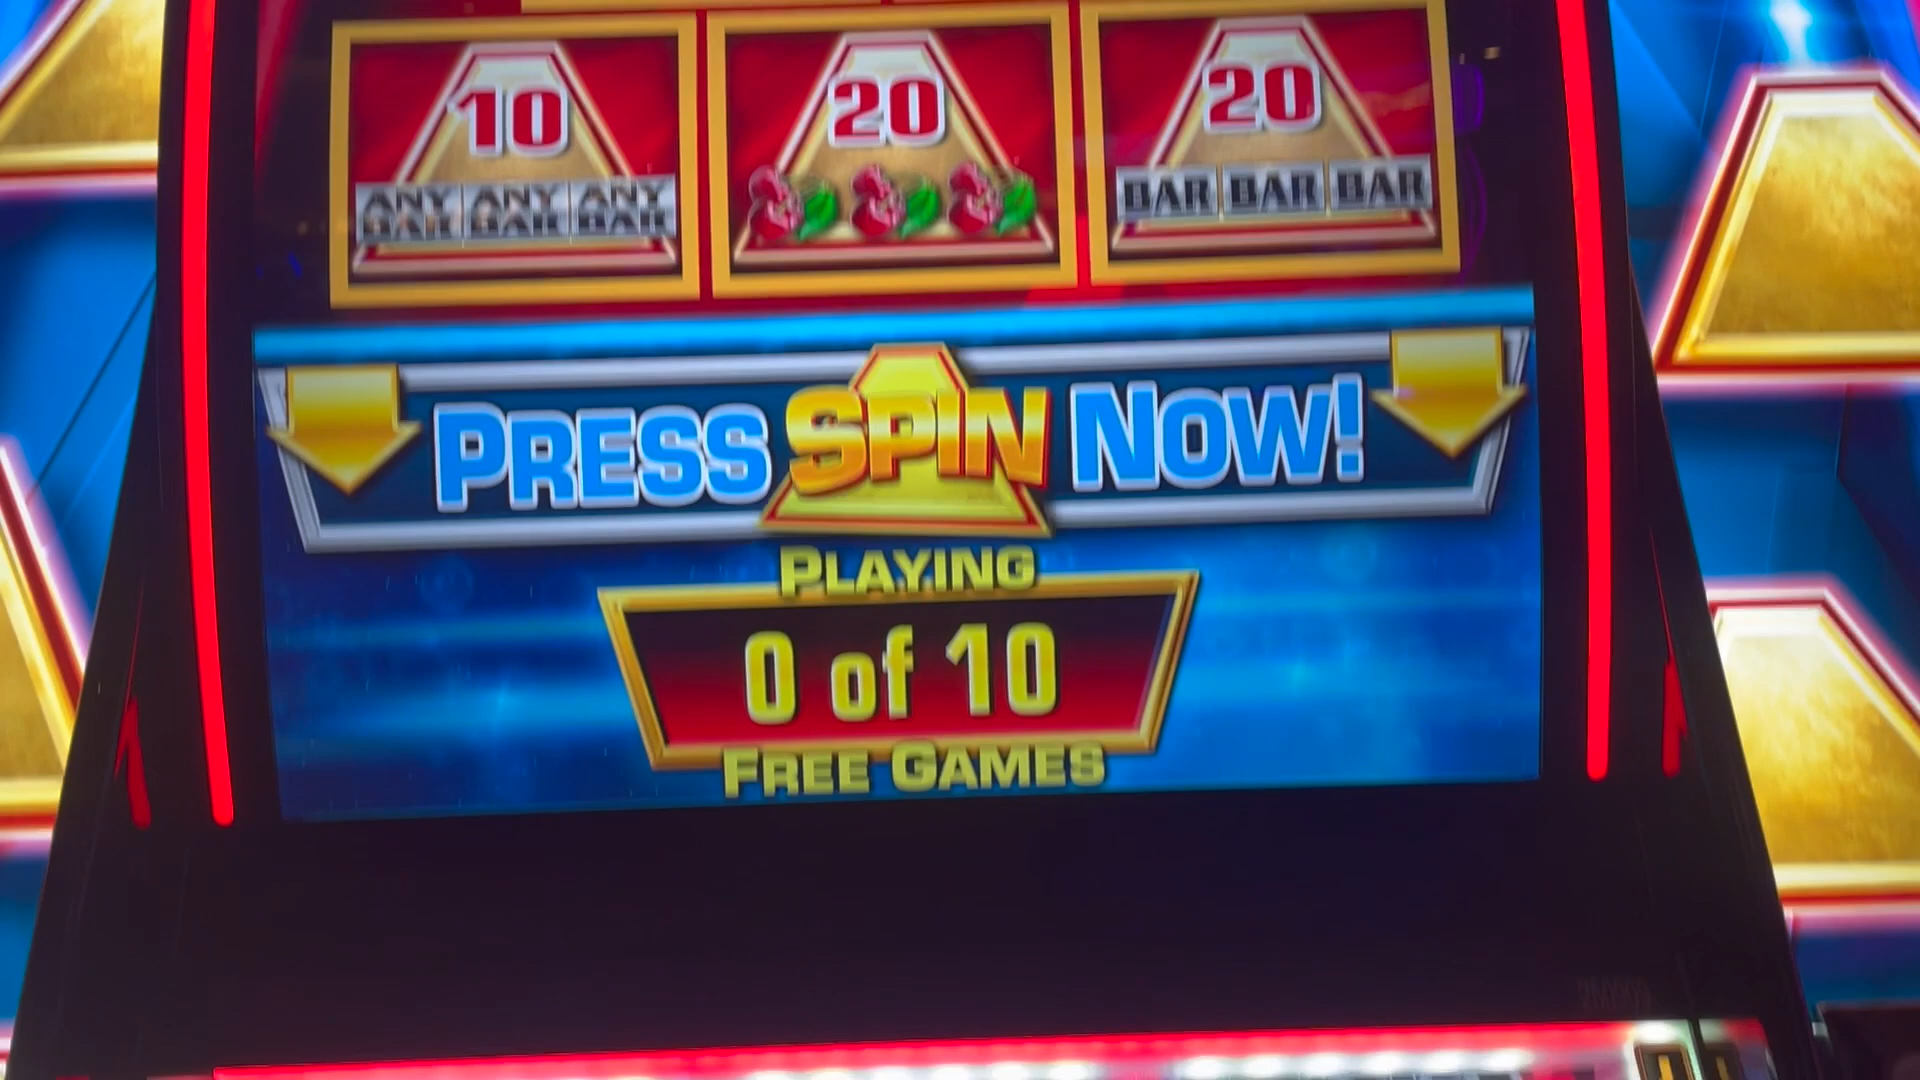 10
ANY ANY ANY
BAR BAR BAR
20
20
BAR BAR BAR
PRESS SPIN NOW!
PLAYING
0 of 10
FREE GAMES